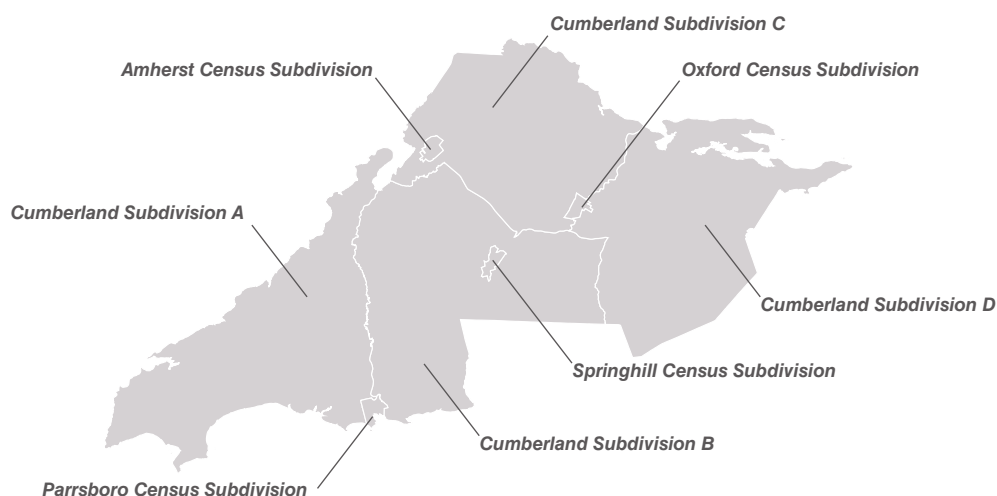 Cumberland Subdivision C
Amherst Census Subdivision
Oxford Census Subdivision
Cumberland Subdivision A
Cumberland Subdivision D
Springhill Census Subdivision
Cumberland Subdivision B
Parrsboro Census Subdivision